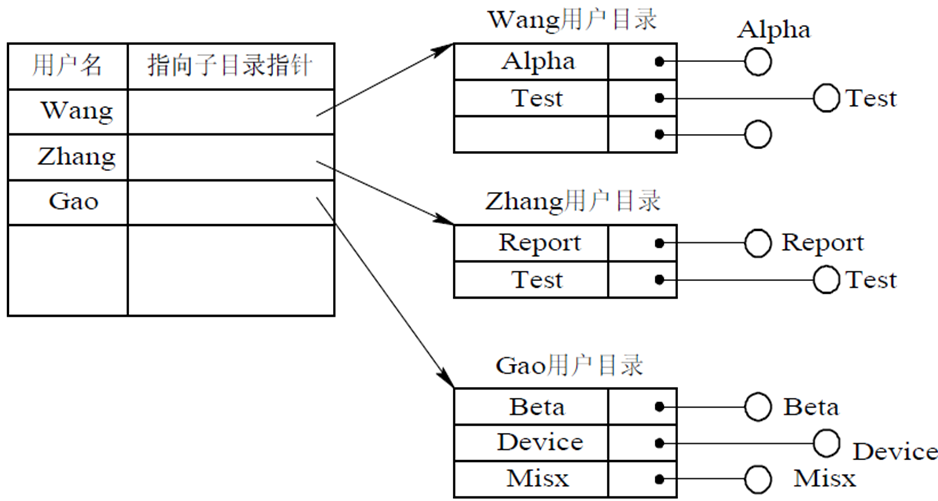 用户名 指向子目录指针
Wang
Zhang
Gao
Wang用户目录
Alpha Alpha
Test Test
Zhang用户目录
Report Report
Test Test
Gao用户目录
Beta Beta
Device Device
Misx Misx